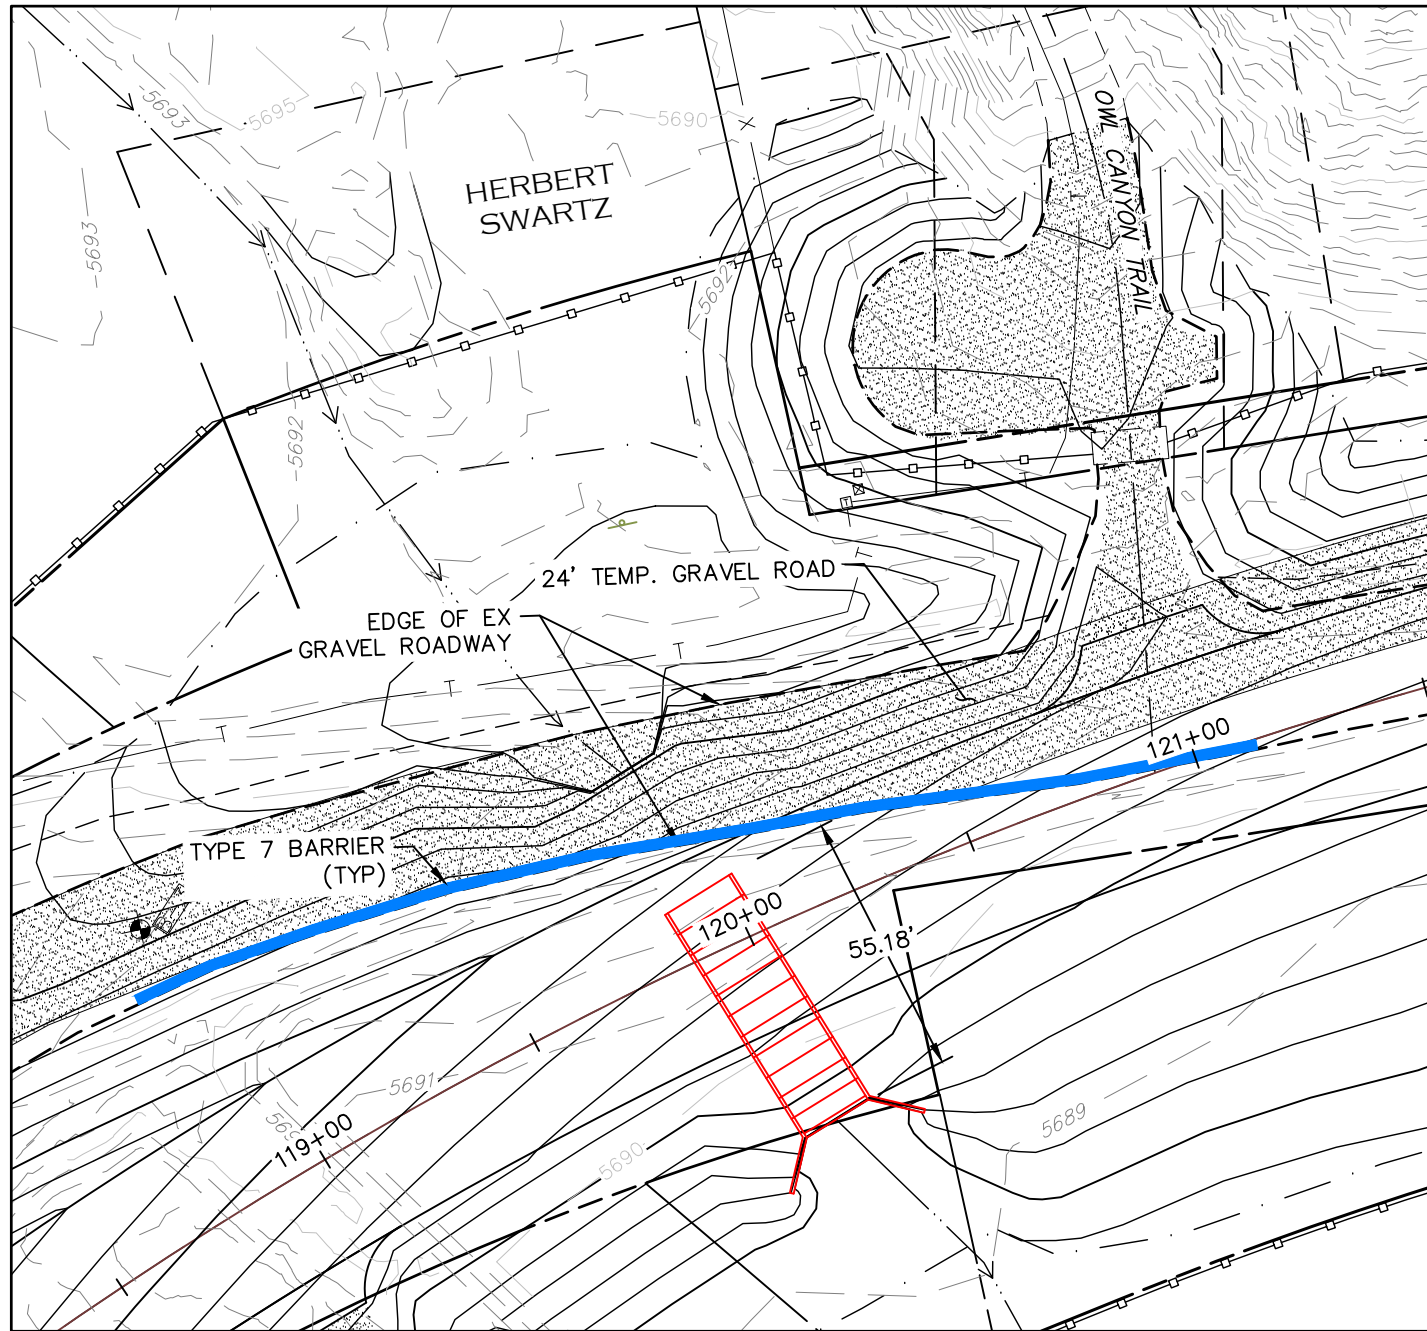 5693
5695
5690
OWL CANYON TRAIL
HERBERT
SWARTZ
5693
5692
5692
T
24' TEMP. GRAVEL ROAD
EDGE OF EX
GRAVEL ROADWAY
121+00
TYPE 7 BARRIER
(TYP)
120+00
55.18'
5691
119+00
5690
5689